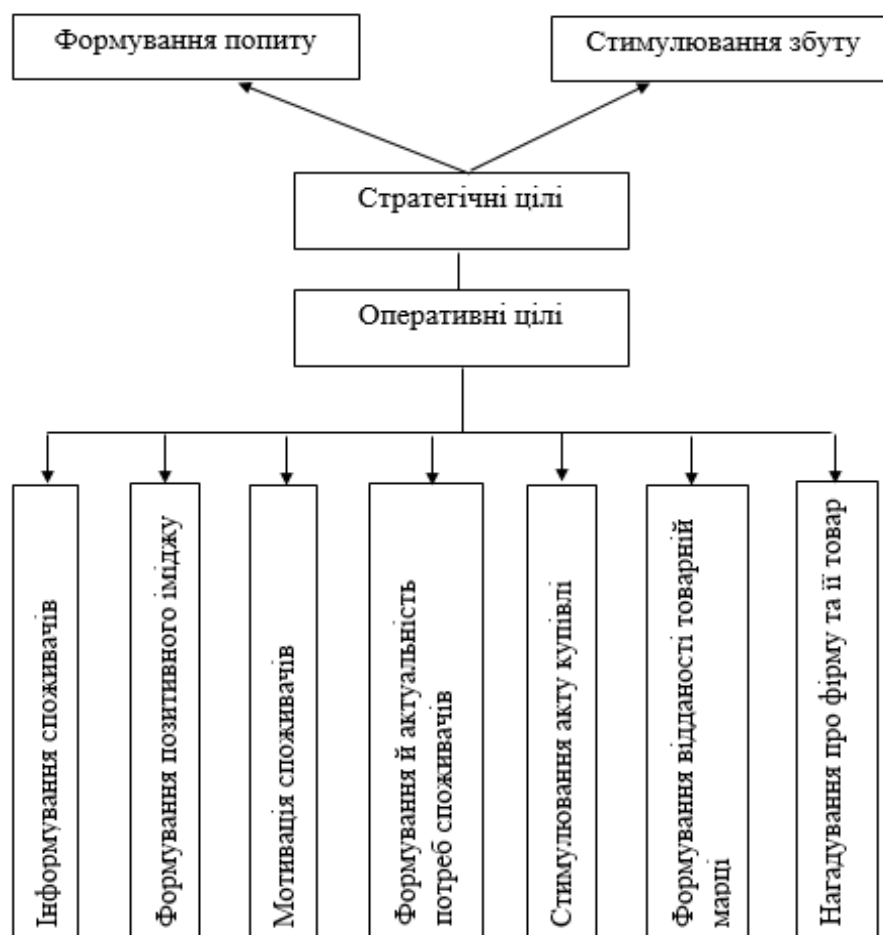 Формування попиту
Стимулювання збуту
Стратегічні цілі
Оперативні цілі
Інформування споживачів
Формування позитивного іміджу
Мотивація споживачів
Формування й актуальність
потреб споживачів
Стимулювання акту купівлі
Формування відданості товарній
марці
Нагадування про фірму та її товар